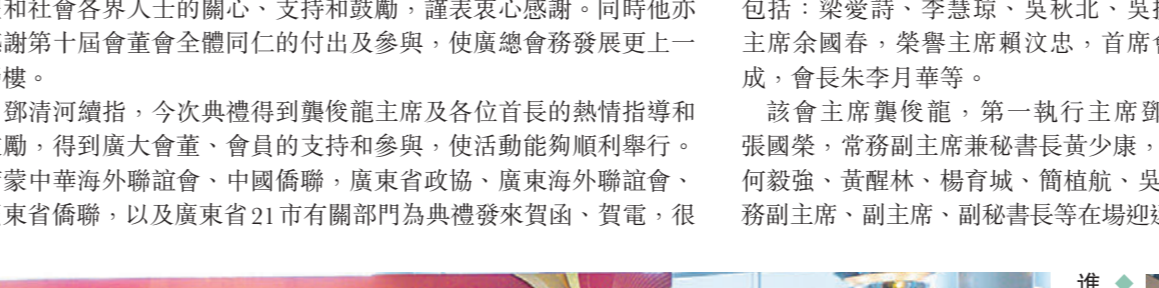 和社會各界人士的關心、支持和鼓勵，謹表衷心感謝。同時他亦
謝第十屆會董會全體同仁的付出及參與，使廣總會務發展更上一
樓。
鄧清河續指，今次典禮得到龔俊龍主席及各位首長的熱情指導和
勵，得到廣大會董、會員的支持和參與，使活動能夠順利舉行。
蒙中華海外聯誼會、中國僑聯，廣東省政協、廣東海外聯誼會、
東省僑聯，以及廣東省21市有關部門為典禮發來賀函、賀電，很
包括：梁愛詩、李慧琼、吳秋北、吳
主席余國春，榮譽主席賴汶忠，首席
成，會長朱李月華等。
該會主席龔俊龍，第一執行主席鄧
張國榮，常務副主席兼秘書長黃少康，
何毅強、黃醒林、楊育城、簡植航、吳
務副主席、副主席、副秘書長等在場迎
進